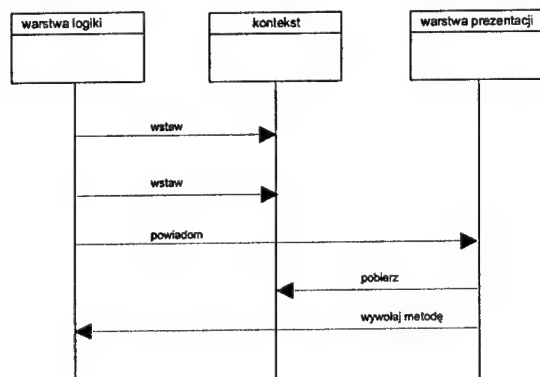 warstwa logiki
kontekst
warstwa prezentacji
wstaw
wstaw
powiadom
pobierz
wywołaj metodę